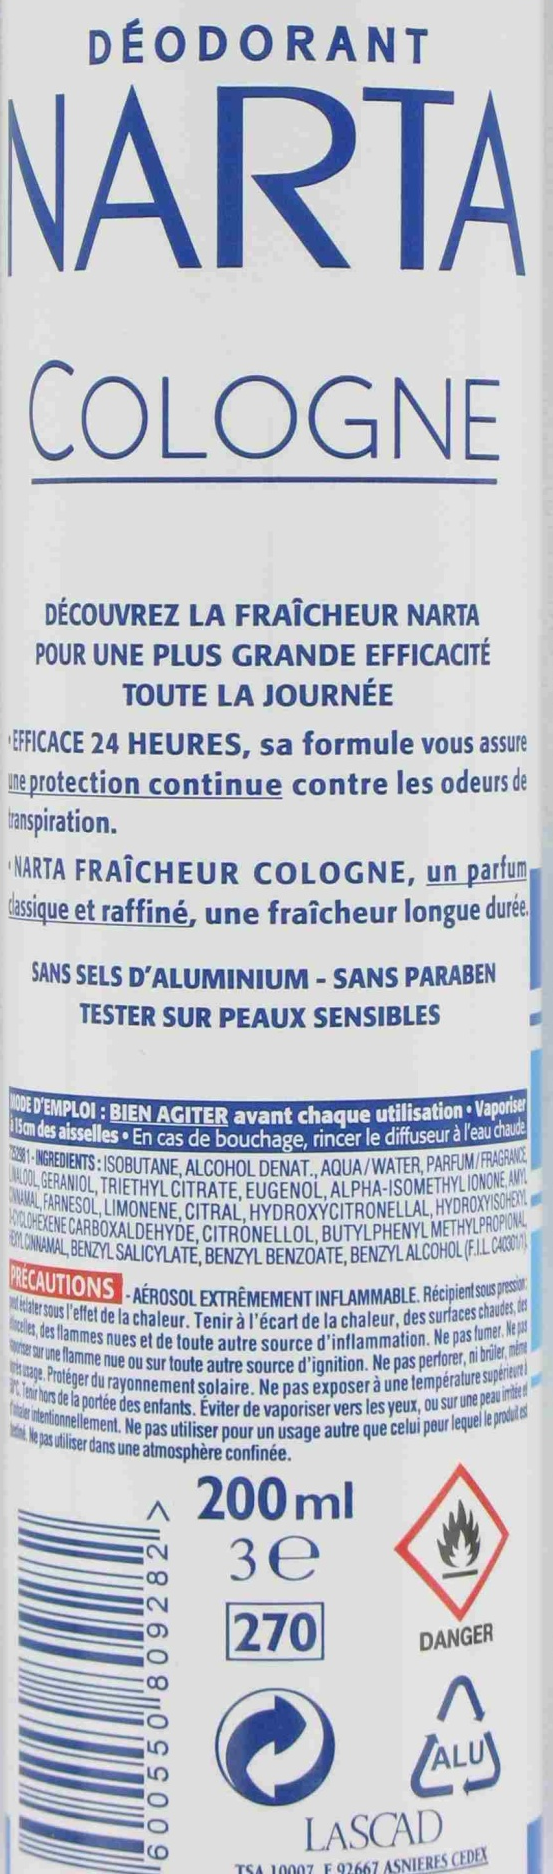 DÉODORANT
NARTA
COLOGNE
DÉCOUVREZ LA FRAÎCHEUR NARTA
POUR UNE PLUS GRANDE EFFICACITÉ
TOUTE LA JOURNÉE
·EFFICACE 24 HEURES, sa formule vous assure
une protection continue contre les odeurs de
transpiration.
·NARTA FRAÎCHEUR COLOGNE, un parfum
classique et raffiné, une fraîcheur longue durée.
SANS SELS D'ALUMINIUM - SANS PARABEN
TESTER SUR PEAUX SENSIBLES
MODE D'EMPLOI : BIEN AGITER avant chaque utilisation • Vaporiser
à 15cm des aisselles • En cas de bouchage, rincer le diffuseur à l'eau chaude
INGREDIENTS : ISOBUTANE, ALCOHOL DENAT., AQUA / WATER, PARFUM / FRAGRANCE,
LINALOOL, GERANIOL, TRIETHYL CITRATE, EUGENOL, ALPHA-ISOMETHYL IONONE, AMYL
CINNAMAL, FARNESOL, LIMONENE, CITRAL, HYDROXYCITRONELLAL, HYDROXYISOHEXYL
3-CYCLOHEXENE CARBOXALDEHYDE, CITRONELLOL, BUTYLPHENYL METHYLPROPIONAL,
HEXYL CINNAMAL, BENZYL SALICYLATE, BENZYL BENZOATE, BENZYL ALCOHOL (F.I.L. C40301/1).
PRÉCAUTIONS - AÉROSOL EXTRÊMEMENT INFLAMMABLE. Récipient sous pression:
éclater sous l'effet de la chaleur. Tenir à l'écart de la chaleur, des surfaces chaudes, des
étincelles, des flammes nues et de toute autre source d'inflammation. Ne pas fumer. Ne pas
vaporiser sur une flamme nue ou sur toute autre source d'ignition. Ne pas perforer, ni brûler, même
après usage. Protéger du rayonnement solaire. Ne pas exposer à une température supérieure à
Tenir hors de la portée des enfants. Éviter de vaporiser vers les yeux, ou sur une peau irritée et
inhaler intentionnellement. Ne pas utiliser pour un usage autre que celui pour lequel le produit est
Ne pas utiliser dans une atmosphère confinée.
200 ml
3 e
270
DANGER
ALU
600550 809282 >
LASCAD
TSA 10007 F 92667 ASNIERES CEDEX